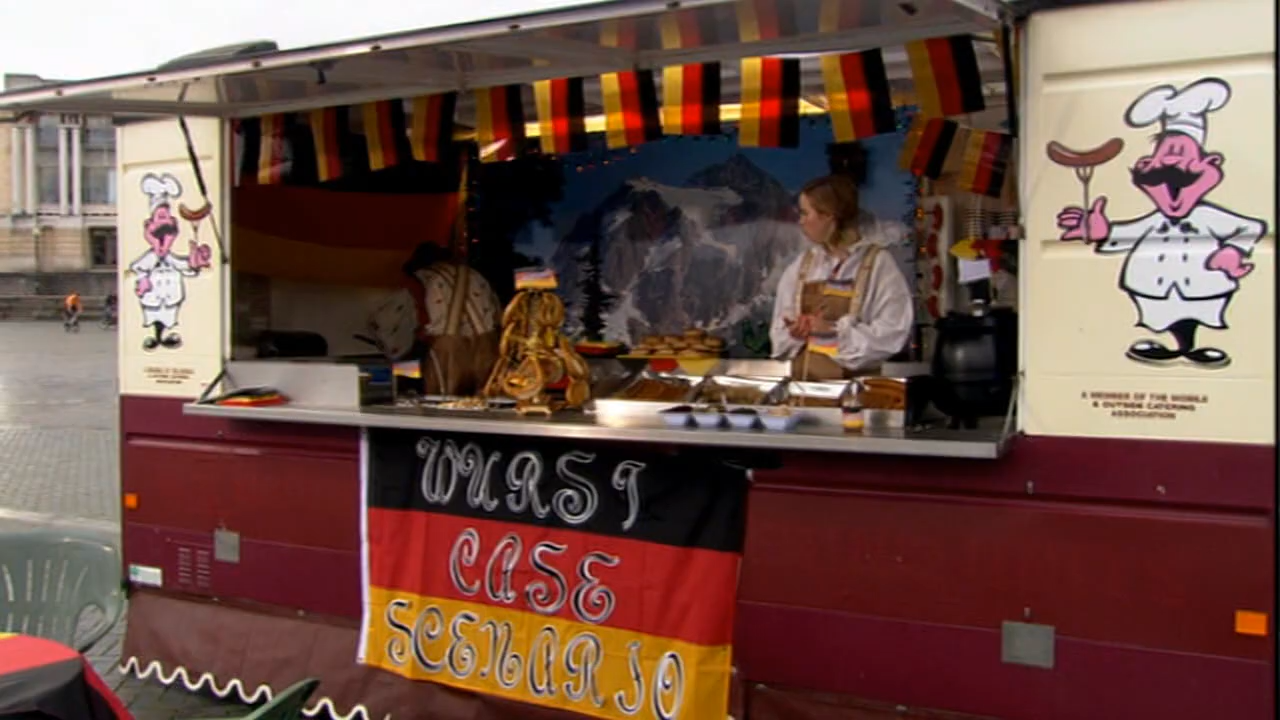 WURST
CASE
SCENARIO
A MEMBER OF THE MOBILE
& OUTSIDE CATERING
ASSOCIATION